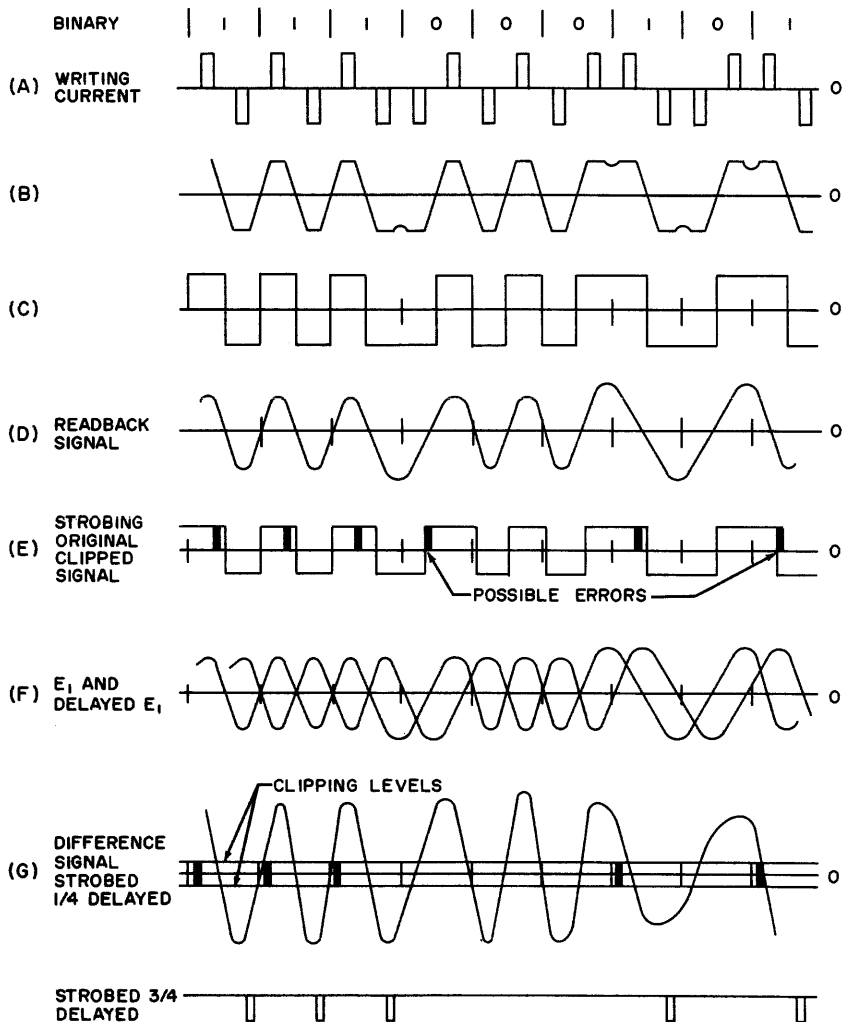 BINARY | 1 | 1 | 1 | 0 | 0 | 0 | 1 | 0 | 1
(A) WRITING
CURRENT
0
(B)
0
(C)
0
(D) READBACK
SIGNAL
0
STROBING
(E) ORIGINAL
CLIPPED
SIGNAL
0
POSSIBLE ERRORS
(F) E₁ AND
DELAYED E₁
0
CLIPPING LEVELS
DIFFERENCE
(G) SIGNAL
STROBED
1/4 DELAYED
0
STROBED 3/4
DELAYED